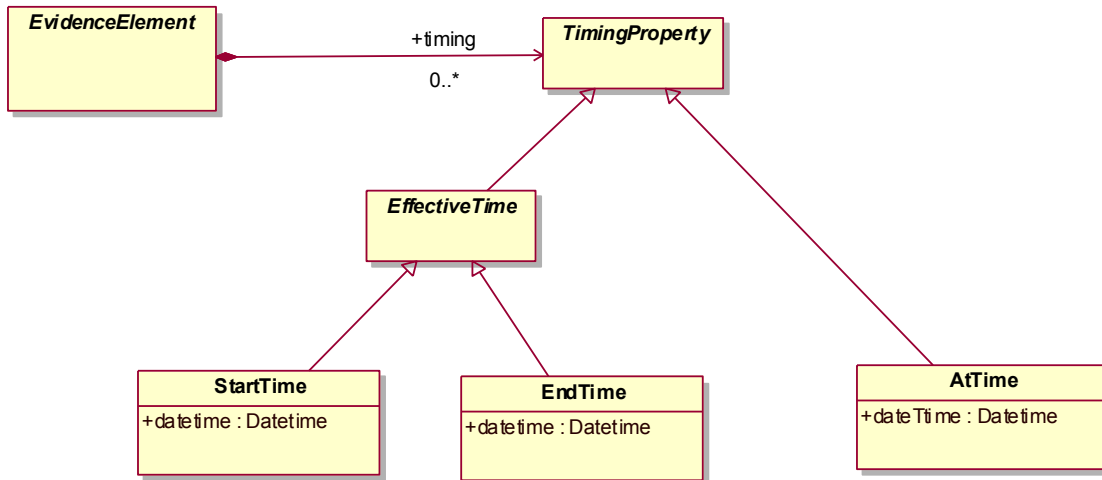 EvidenceElement
TimingProperty
+timing
0..*
EffectiveTime
StartTime
+datetime : Datetime
EndTime
+datetime : Datetime
AtTime
+dateTtime : Datetime